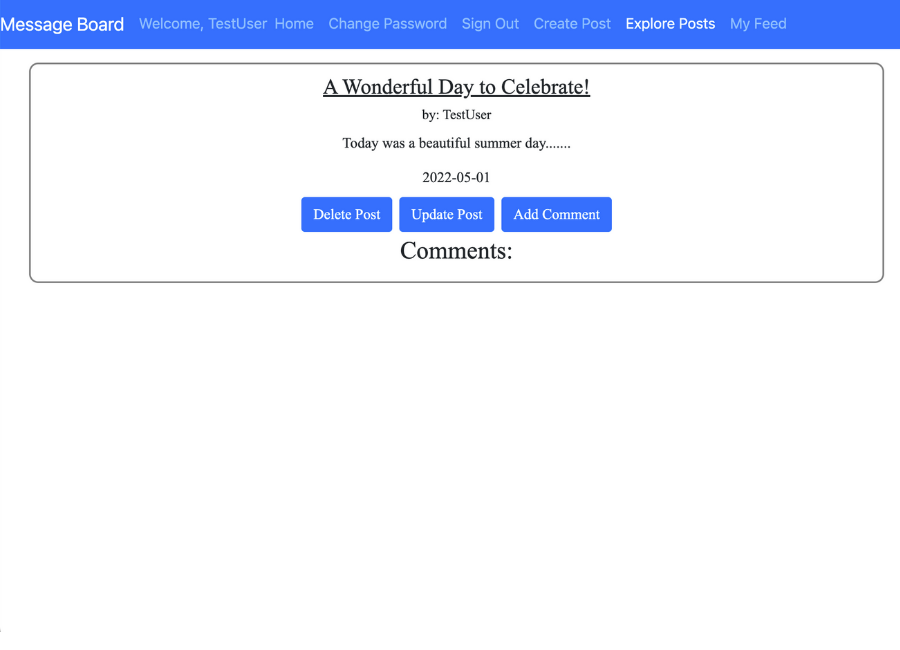 Message Board Welcome, TestUser Home Change Password Sign Out Create Post Explore Posts My Feed
A Wonderful Day to Celebrate!
by: TestUser
Today was a beautiful summer day.......
2022-05-01
Delete Post Update Post Add Comment
Comments: